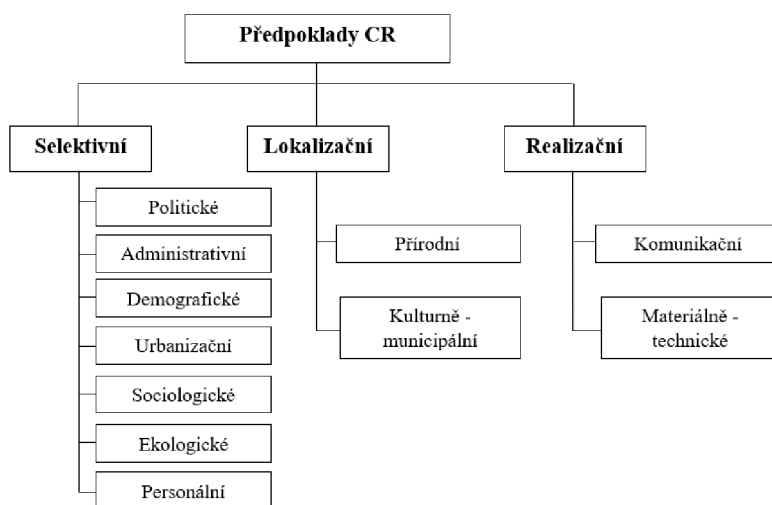 Předpoklady CR
Selektivní
Lokalizační
Realizační
Politické
Administrativní
Demografické
Urbanizační
Sociologické
Ekologické
Personální
Přírodní
Kulturně -
municipální
Komunikační
Materiálně -
technické